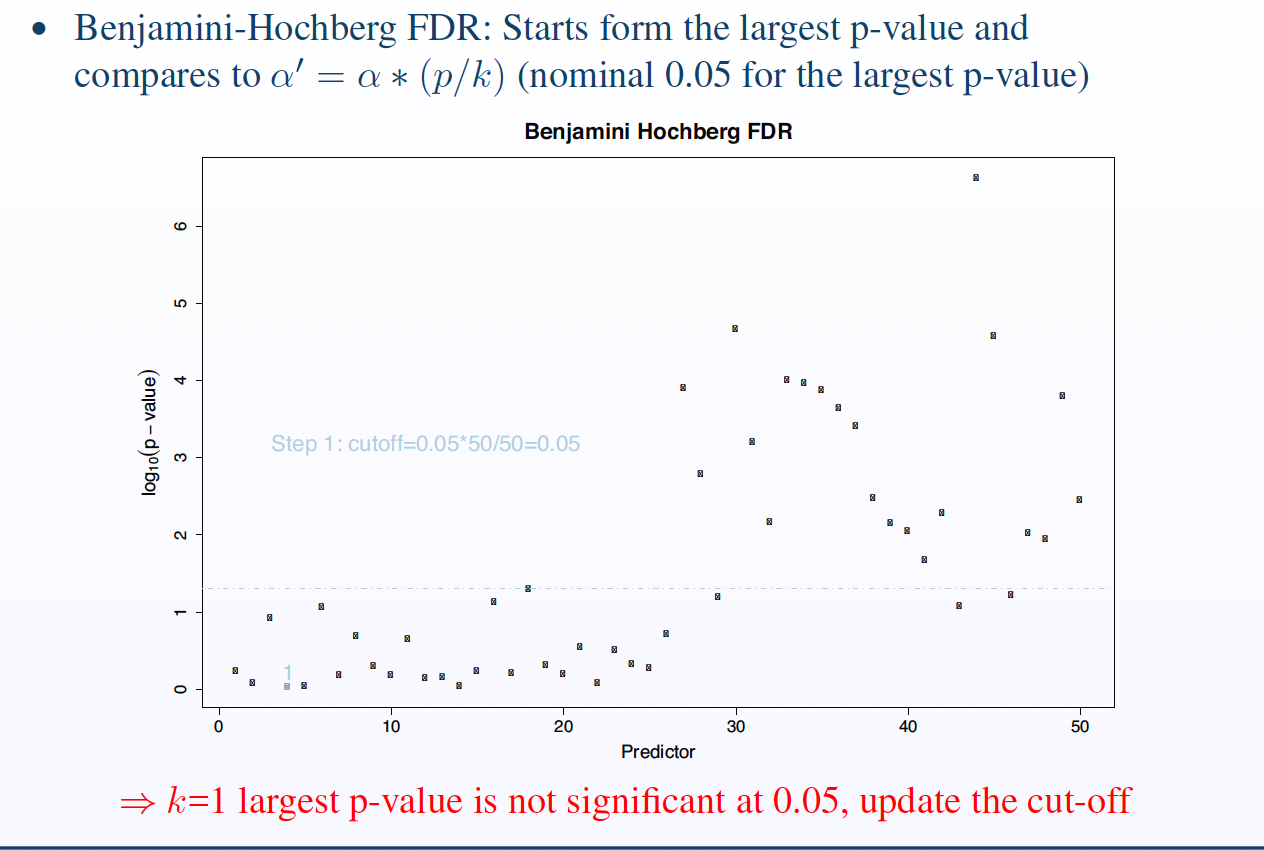 • Benjamini-Hochberg FDR: Starts form the largest p-value and
compares to α′ = α ∗ (p/k) (nominal 0.05 for the largest p-value)
Benjamini Hochberg FDR
log₁₀(p − value)
6
5
4
3
2
1
0
Step 1: cutoff=0.05*50/50=0.05
1
0 10 20 30 40 50
Predictor
⇒ k=1 largest p-value is not significant at 0.05, update the cut-off